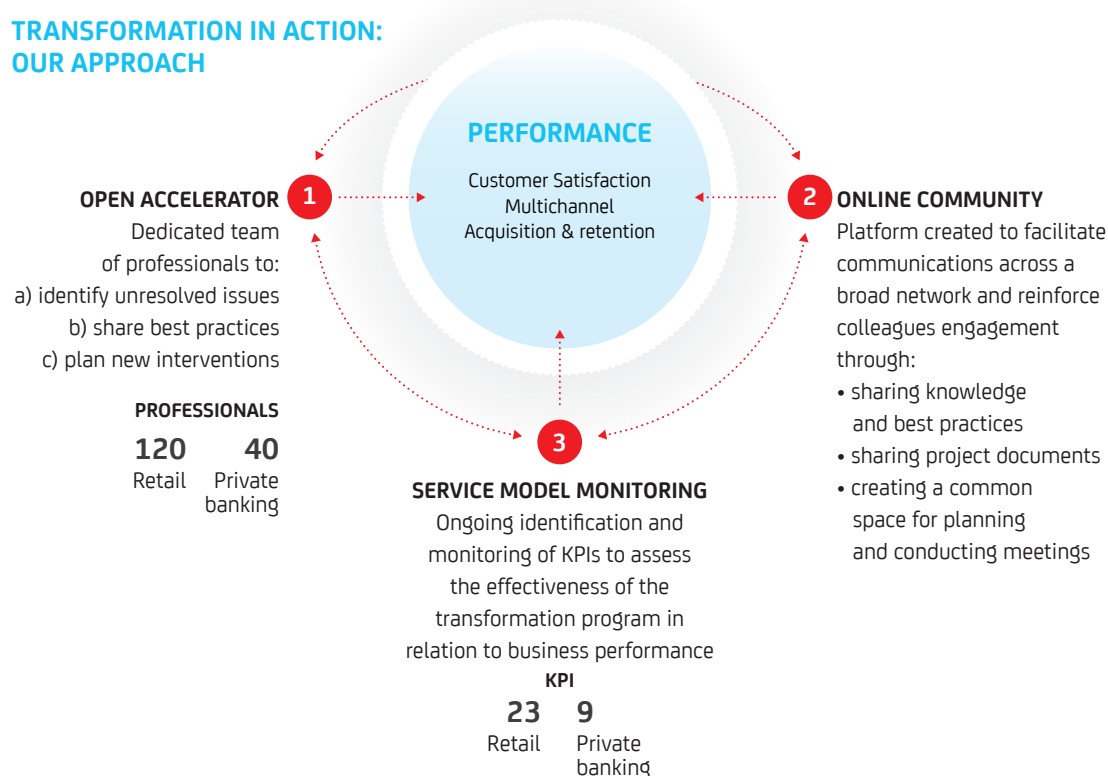 TRANSFORMATION IN ACTION:
OUR APPROACH
PERFORMANCE
Customer Satisfaction
Multichannel
Acquisition & retention
1
OPEN ACCELERATOR
Dedicated team
of professionals to:
a) identify unresolved issues
b) share best practices
c) plan new interventions
PROFESSIONALS
120 40
Retail Private
banking
2
ONLINE COMMUNITY
Platform created to facilitate
communications across a
broad network and reinforce
colleagues engagement
through:
• sharing knowledge
and best practices
• sharing project documents
• creating a common
space for planning
and conducting meetings
3
SERVICE MODEL MONITORING
Ongoing identification and
monitoring of KPIs to assess
the effectiveness of the
transformation program in
relation to business performance
KPI
23 9
Retail Private
banking